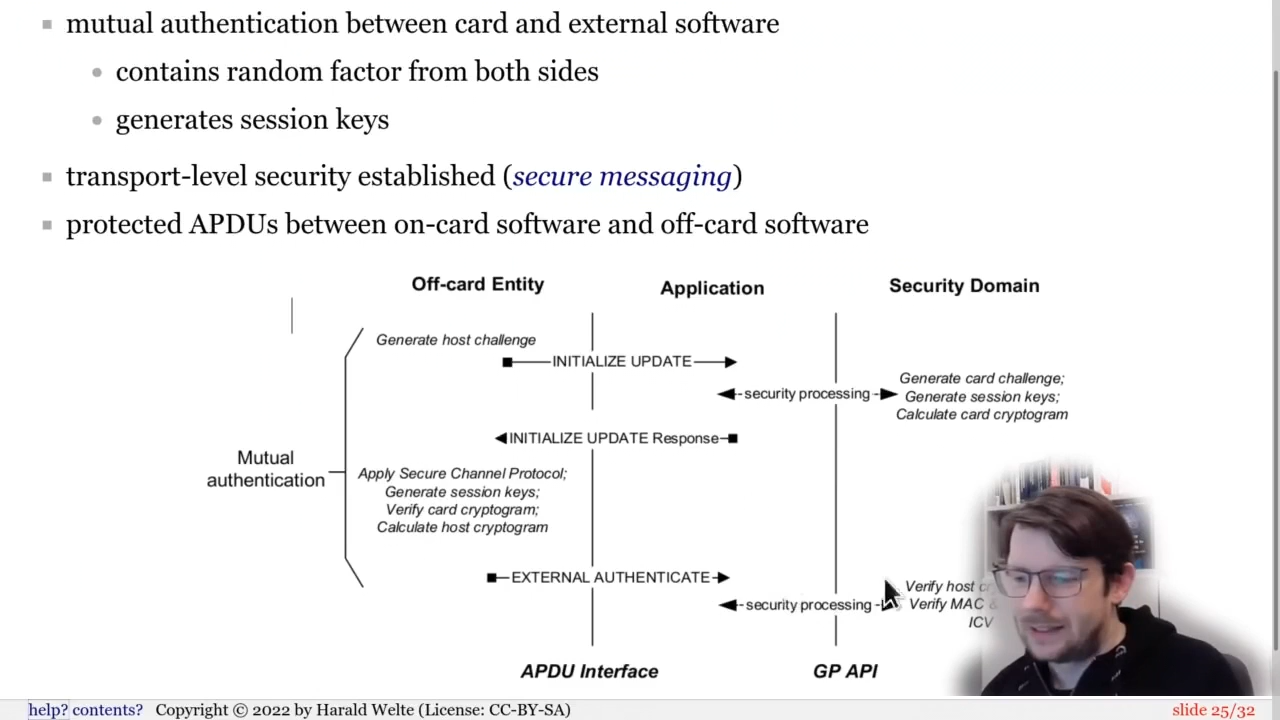 mutual authentication between card and external software
contains random factor from both sides
generates session keys
transport-level security established (secure messaging)
protected APDUs between on-card software and off-card software
Off-card Entity
Application
Security Domain
Generate host challenge
INITIALIZE UPDATE
security processing
Generate card challenge;
Generate session keys;
Calculate card cryptogram
INITIALIZE UPDATE Response
Mutual
authentication
Apply Secure Channel Protocol;
Generate session keys;
Verify card cryptogram;
Calculate host cryptogram
EXTERNAL AUTHENTICATE
security processing
Verify host
Verify MAC &
ICV
APDU Interface
GP API
help? contents? Copyright © 2022 by Harald Welte (License: CC-BY-SA)
slide 25/32